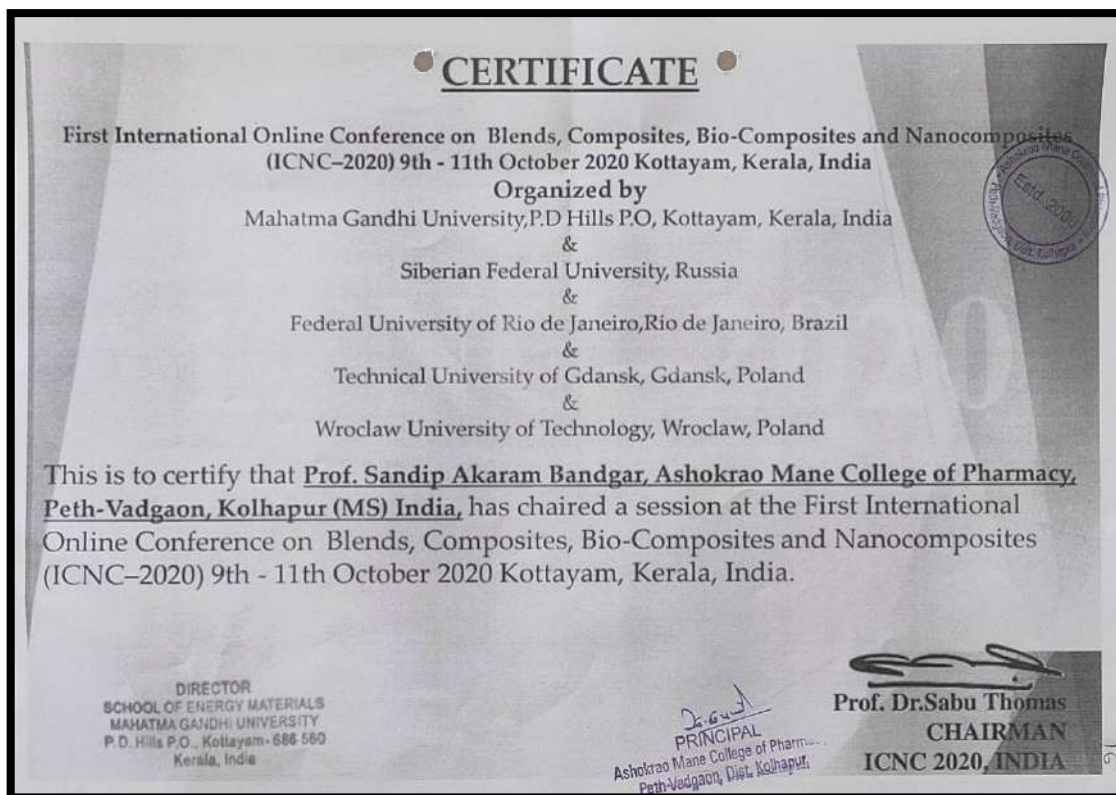 CERTIFICATE
First International Online Conference on Blends, Composites, Bio-Composites and Nanocomposites
(ICNC–2020) 9th - 11th October 2020 Kottayam, Kerala, India
Organized by
Mahatma Gandhi University,P.D Hills P.O, Kottayam, Kerala, India
&
Siberian Federal University, Russia
&
Federal University of Rio de Janeiro,Rio de Janeiro, Brazil
&
Technical University of Gdansk, Gdansk, Poland
&
Wroclaw University of Technology, Wroclaw, Poland
This is to certify that Prof. Sandip Akaram Bandgar, Ashokrao Mane College of Pharmacy,
Peth-Vadgaon, Kolhapur (MS) India, has chaired a session at the First International
Online Conference on Blends, Composites, Bio-Composites and Nanocomposites
(ICNC–2020) 9th - 11th October 2020 Kottayam, Kerala, India.
DIRECTOR
SCHOOL OF ENERGY MATERIALS
MAHATMA GANDHI UNIVERSITY
P.D. Hills P.O., Kottayam- 686 560
Kerala, India
PRINCIPAL
Ashokrao Mane College of Pharm
Peth-Vadgaon, Dist. Kolhapur.
Prof. Dr.Sabu Thomas
CHAIRMAN
ICNC 2020, INDIA
Ashokrao Mane
Estd. 2009
Dist. Kolhapur